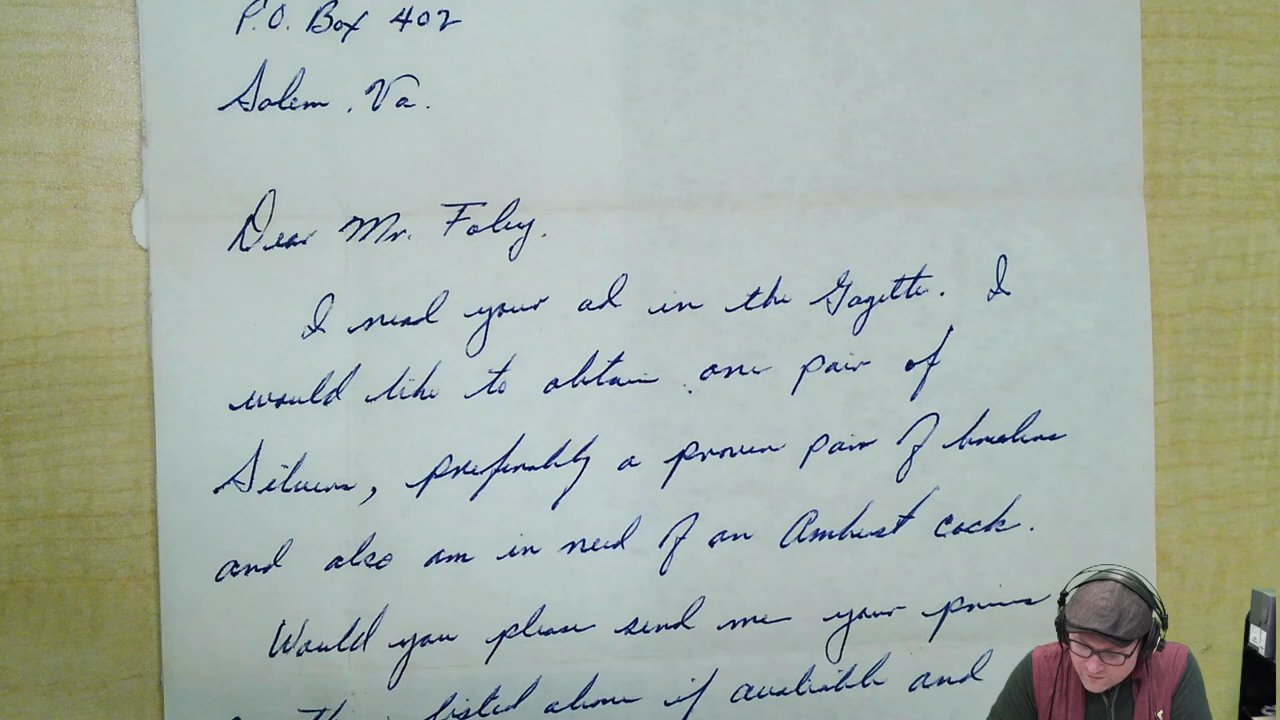 P.O. Box 402
Salem, Va.
Dear Mr. Foley,
I read your ad in the Gazette. I
would like to obtain one pair of
Silvers, preferably a proven pair of breeders
and also am in need of an Amherst cock.
Would you please send me your prices
on those listed above if available and